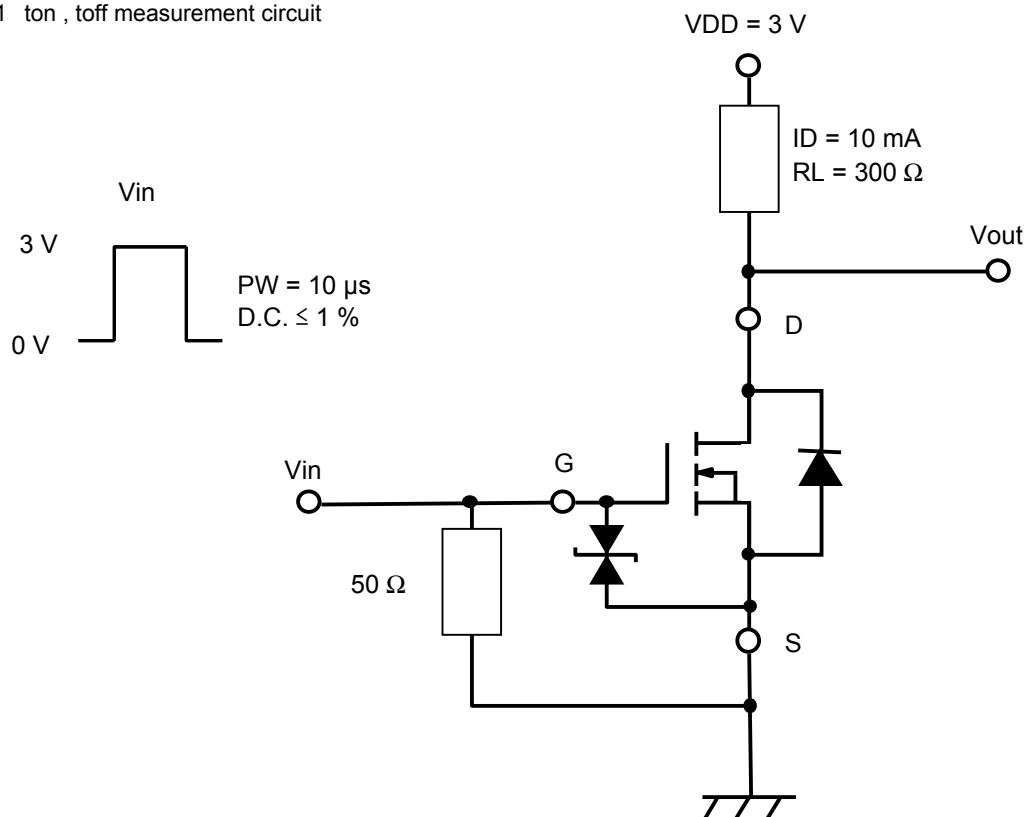 1 ton , toff measurement circuit
VDD = 3 V
ID = 10 mA
RL = 300 Ω
Vin
3 V
PW = 10 µs
D.C. ≤ 1 %
0 V
Vout
D
Vin
G
50 Ω
S